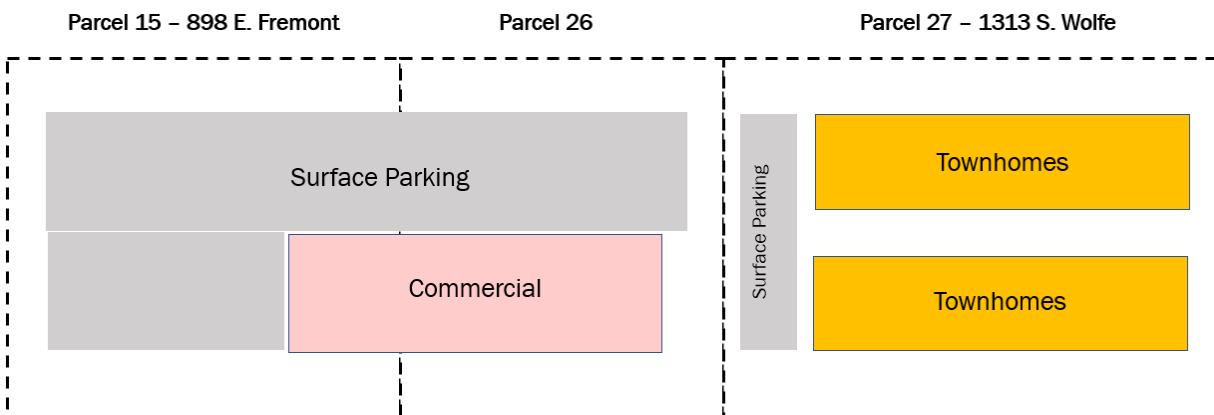 Parcel 15 – 898 E. Fremont
Parcel 26
Parcel 27 – 1313 S. Wolfe
Surface Parking
Surface Parking
Townhomes
Commercial
Townhomes